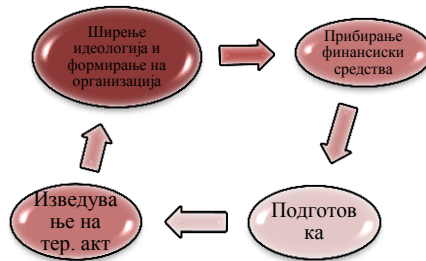 Ширење
идеологија и
формирање на
организација
Прибирање
финансиски
средства
Подготов
ка
Изведува
ње на
тер. акт